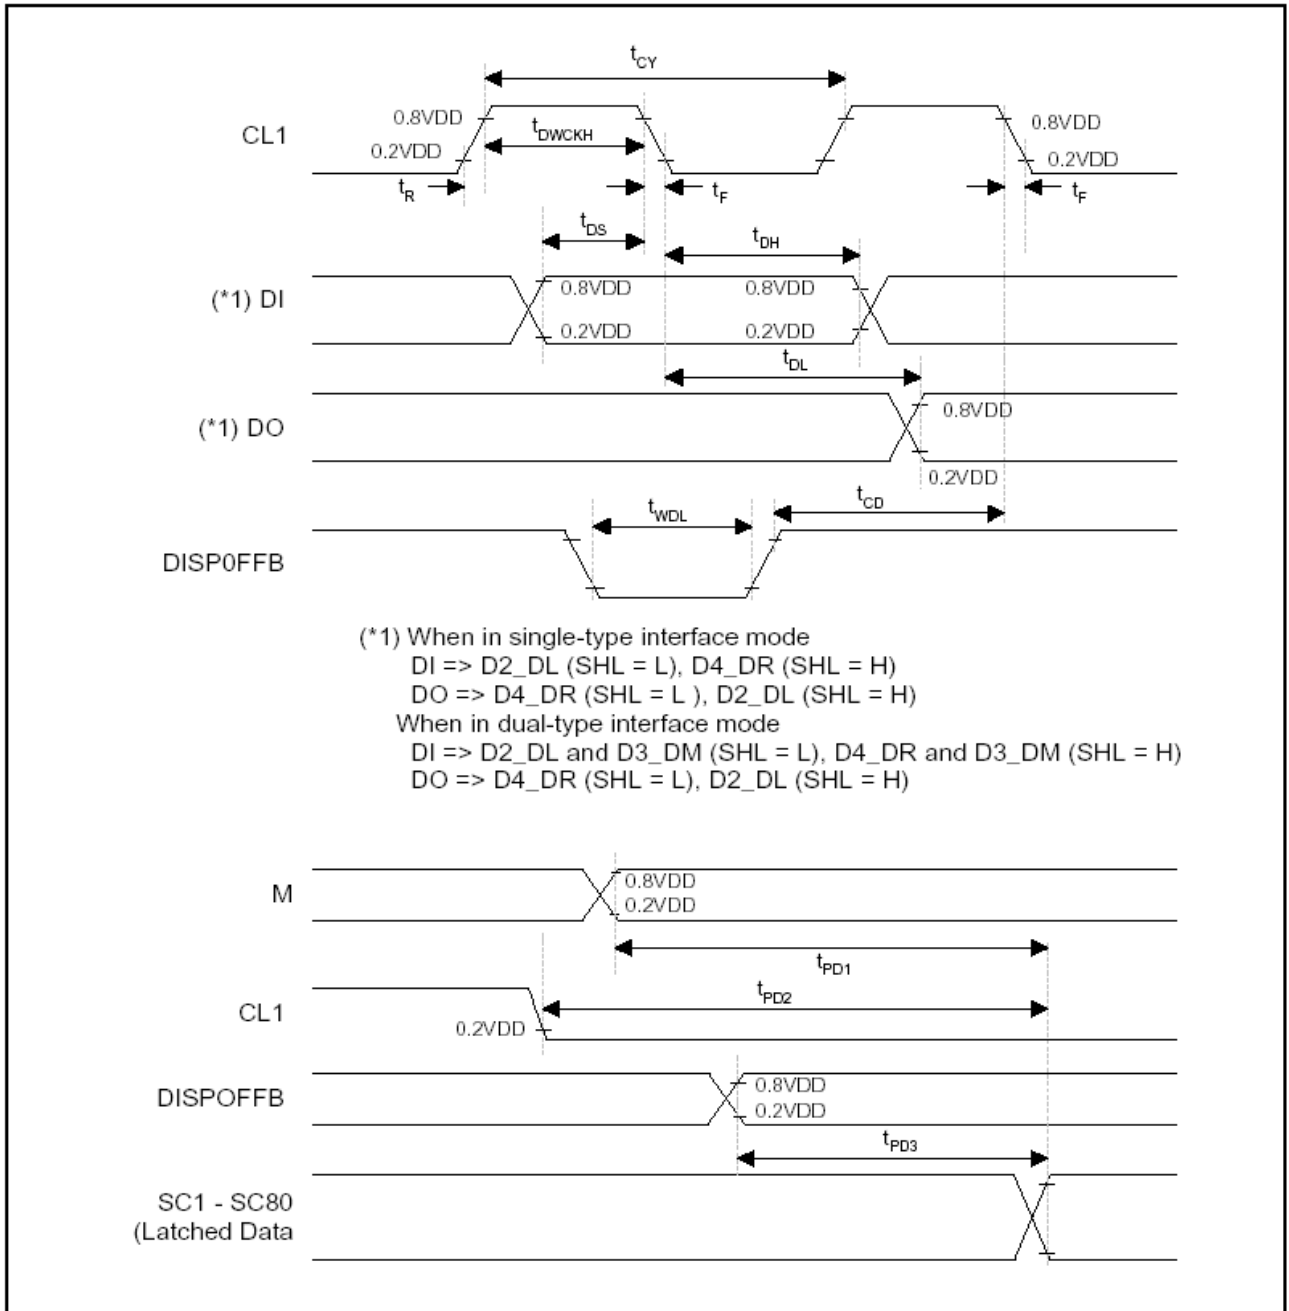 tCY
CL1
0.8VDD
0.2VDD
tDWCKH
0.8VDD
0.2VDD
tR
tF
tF
tDS
tDH
(*1) DI
0.8VDD
0.8VDD
0.2VDD
0.2VDD
tDL
(*1) DO
0.8VDD
0.2VDD
tWDL
tCD
DISP0FFB
(*1) When in single-type interface mode
DI => D2_DL (SHL = L), D4_DR (SHL = H)
DO => D4_DR (SHL = L ), D2_DL (SHL = H)
When in dual-type interface mode
DI => D2_DL and D3_DM (SHL = L), D4_DR and D3_DM (SHL = H)
DO => D4_DR (SHL = L), D2_DL (SHL = H)
M
0.8VDD
0.2VDD
tPD1
CL1
0.2VDD
tPD2
DISPOFFB
0.8VDD
0.2VDD
tPD3
SC1 - SC80
(Latched Data